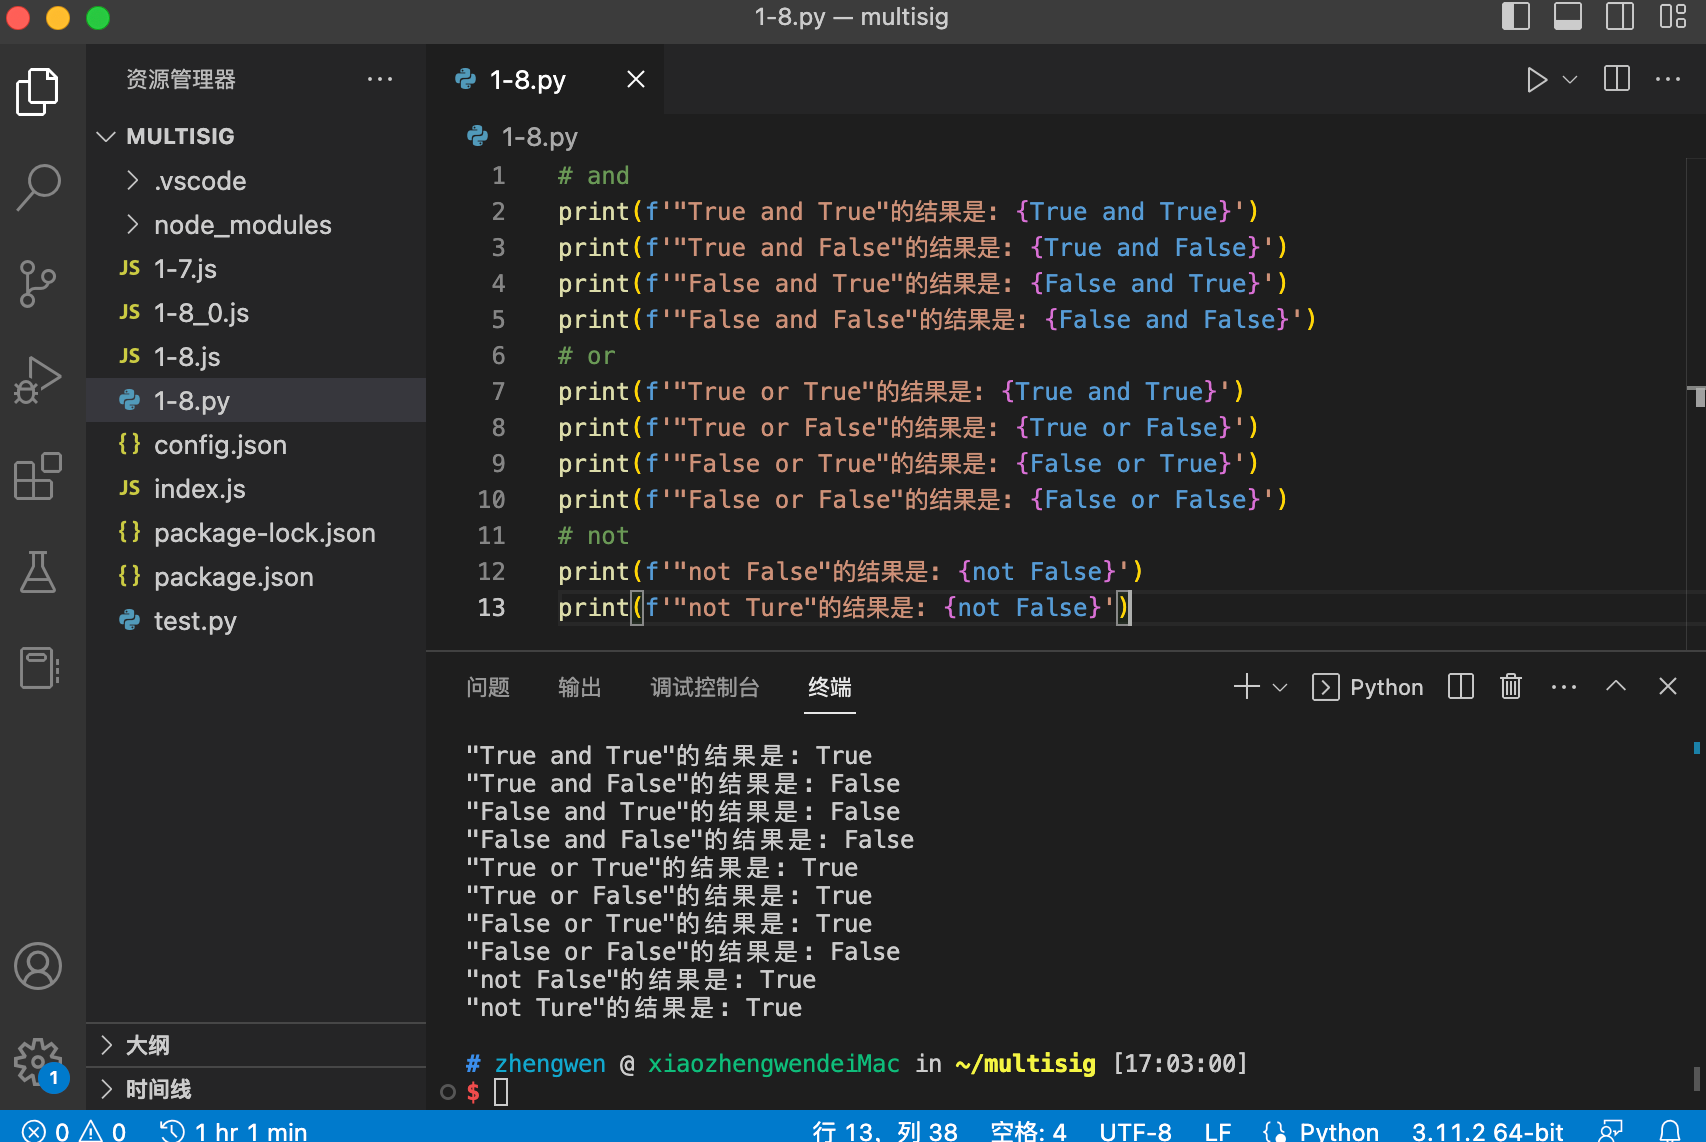 1-8.py — multisig
资源管理器
MULTISIG
.vscode
node_modules
JS 1-7.js
JS 1-8_0.js
JS 1-8.js
1-8.py
{} config.json
JS index.js
{} package-lock.json
{} package.json
test.py
大纲
时间线
1
1-8.py
1-8.py
1 # and
2 print(f'"True and True"的结果是: {True and True}')
3 print(f'"True and False"的结果是: {True and False}')
4 print(f'"False and True"的结果是: {False and True}')
5 print(f'"False and False"的结果是: {False and False}')
6 # or
7 print(f'"True or True"的结果是: {True and True}')
8 print(f'"True or False"的结果是: {True or False}')
9 print(f'"False or True"的结果是: {False or True}')
10 print(f'"False or False"的结果是: {False or False}')
11 # not
12 print(f'"not False"的结果是: {not False}')
13 print(f'"not Ture"的结果是: {not False}')
问题 输出 调试控制台 终端 Python
"True and True"的结果是: True
"True and False"的结果是: False
"False and True"的结果是: False
"False and False"的结果是: False
"True or True"的结果是: True
"True or False"的结果是: True
"False or True"的结果是: True
"False or False"的结果是: False
"not False"的结果是: True
"not Ture"的结果是: True
# zhengwen @ xiaozhengwendeiMac in ~/multisig [17:03:00]
$
0 0 1 hr 1 min 行 13, 列 38 空格: 4 UTF-8 LF Python 3.11.2 64-bit